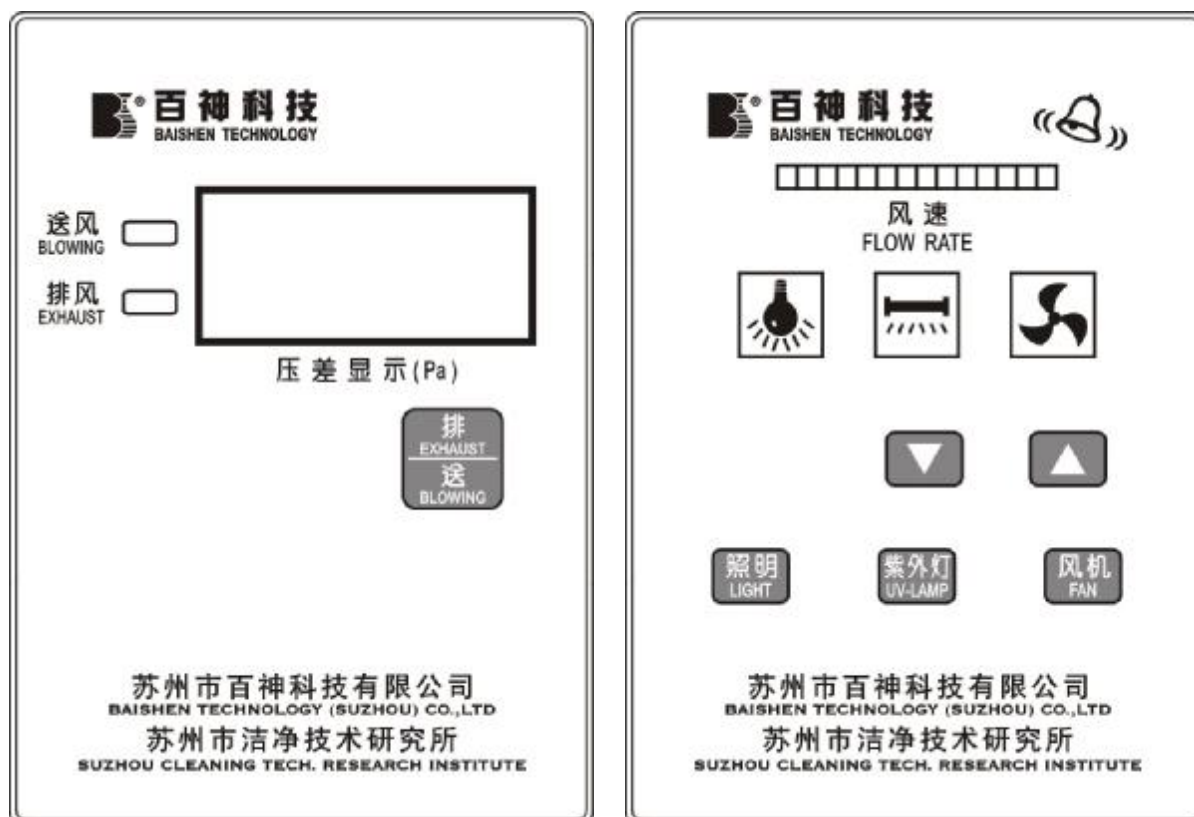 百神科技
BAISHEN TECHNOLOGY
送风
BLOWING
排风
EXHAUST
压差显示(Pa)
排
EXHAUST
送
BLOWING
苏州市百神科技有限公司
BAISHEN TECHNOLOGY (SUZHOU) CO.,LTD
苏州市洁净技术研究所
SUZHOU CLEANING TECH. RESEARCH INSTITUTE
百神科技
BAISHEN TECHNOLOGY
风速
FLOW RATE
照明
LIGHT
紫外灯
UV-LAMP
风机
FAN
苏州市百神科技有限公司
BAISHEN TECHNOLOGY (SUZHOU) CO.,LTD
苏州市洁净技术研究所
SUZHOU CLEANING TECH. RESEARCH INSTITUTE